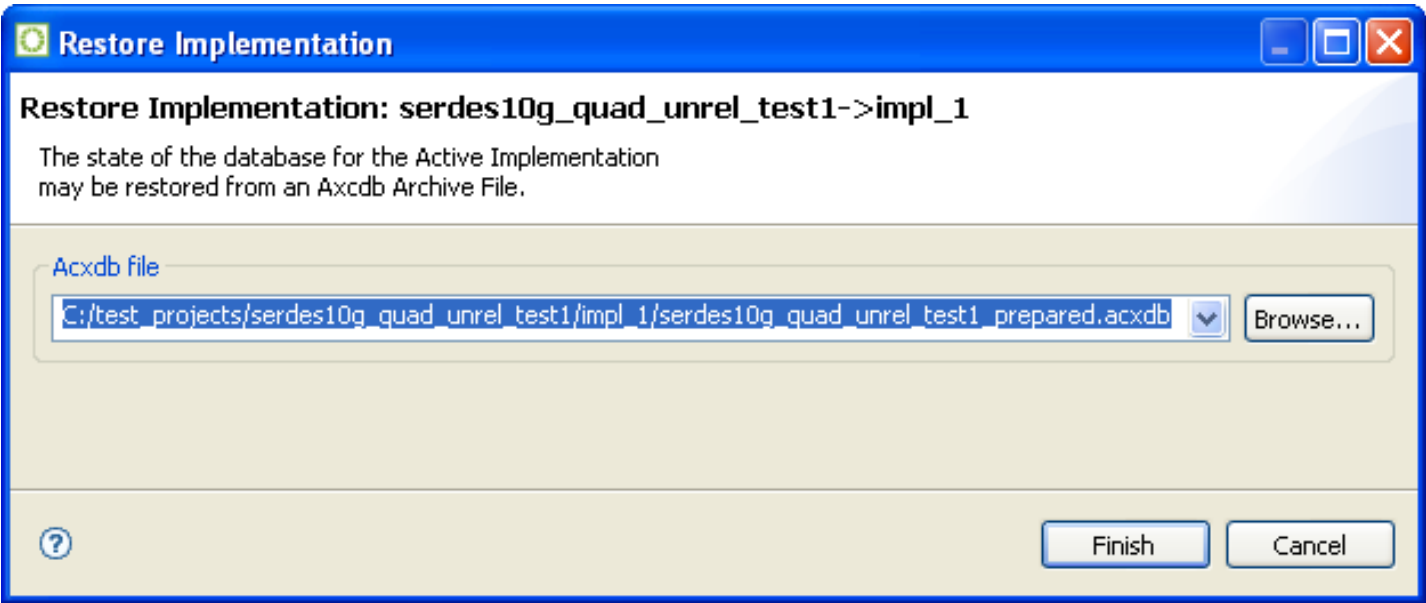 Restore Implementation
Restore Implementation: serdes10g_quad_unrel_test1->impl_1
The state of the database for the Active Implementation
may be restored from an Axcdb Archive File.
Acxdb file
C:/test_projects/serdes10g_quad_unrel_test1/impl_1/serdes10g_quad_unrel_test1_prepared.acxdb
Browse...
?
Finish
Cancel